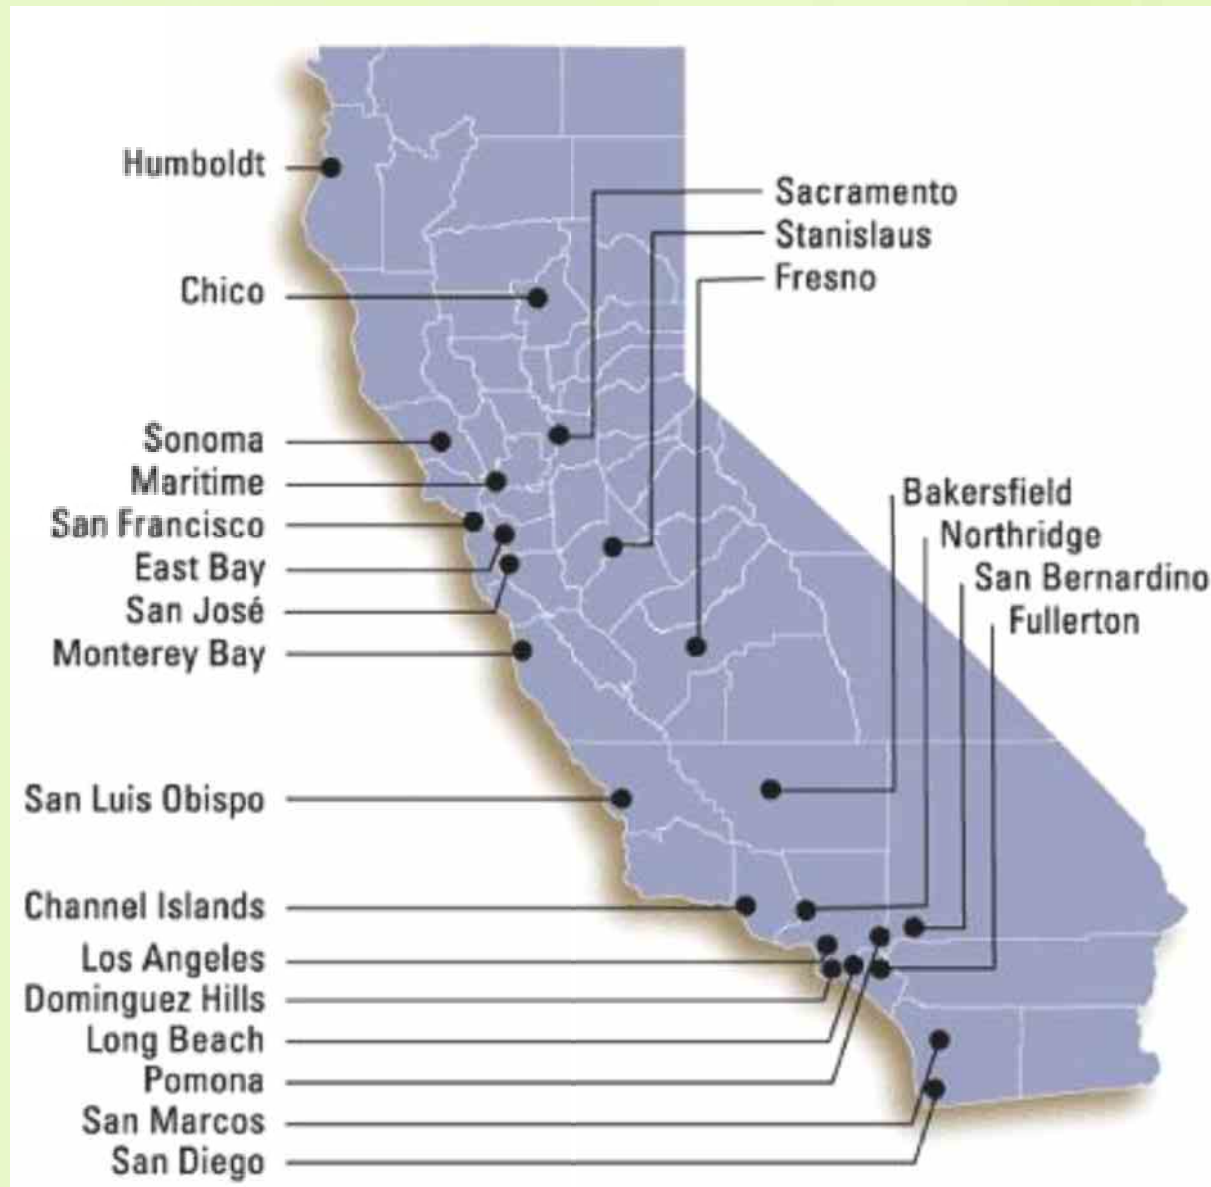 Humboldt
Chico
Sonoma
Maritime
San Francisco
East Bay
San José
Monterey Bay
San Luis Obispo
Channel Islands
Los Angeles
Dominguez Hills
Long Beach
Pomona
San Marcos
San Diego
Sacramento
Stanislaus
Fresno
Bakersfield
Northridge
San Bernardino
Fullerton